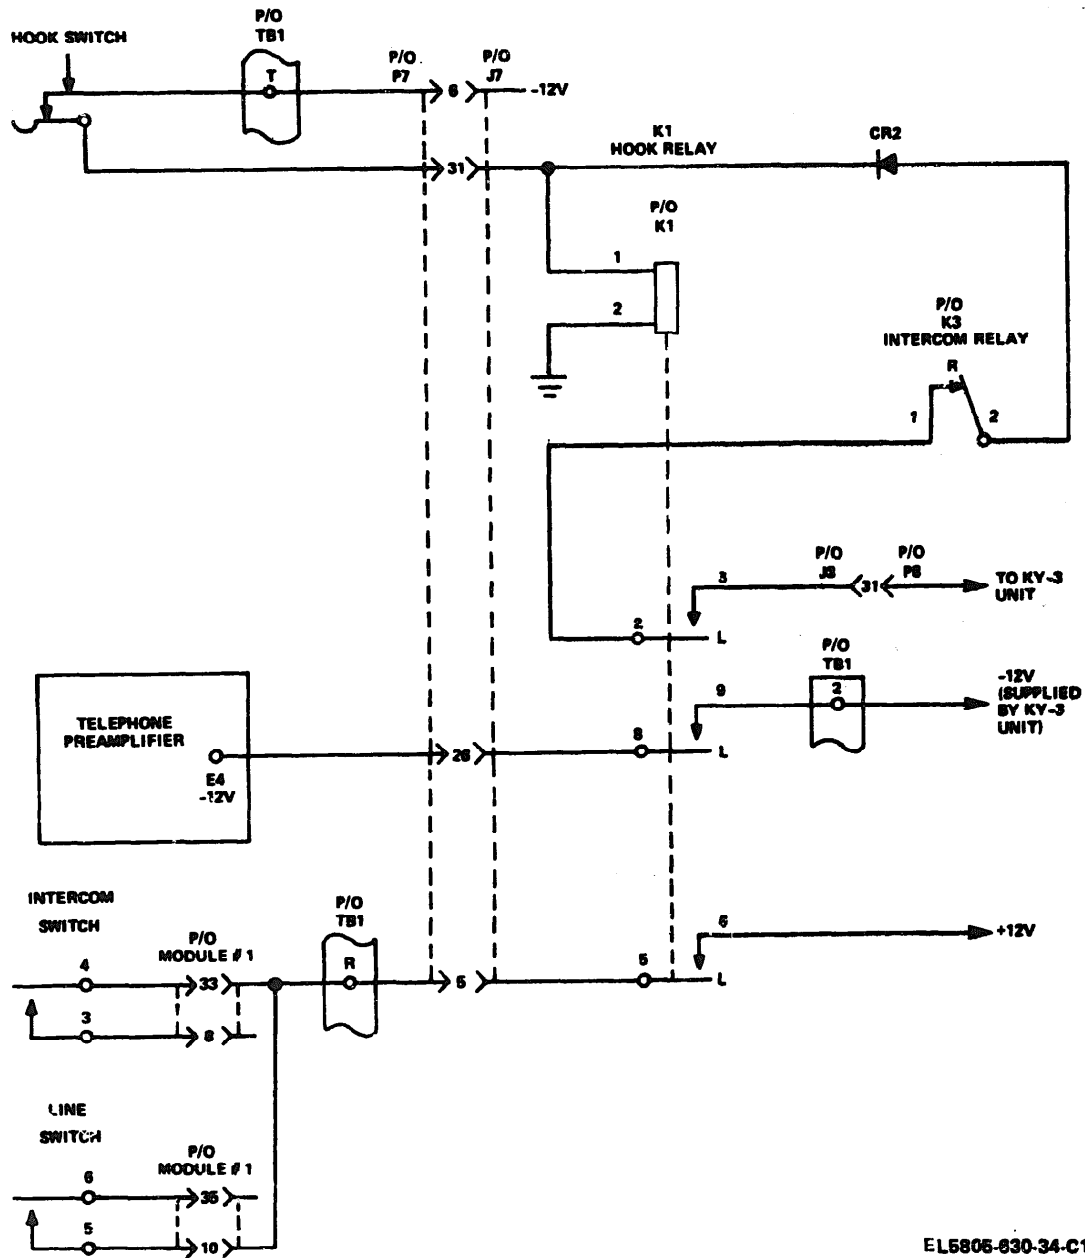 P/O
TB1
HOOK SWITCH
T
P/O
P7
P/O
J7
6
-12V
31
K1
HOOK RELAY
CR2
P/O
K1
1
2
P/O
K3
INTERCOM RELAY
R
1
2
3
P/O
J8
P/O
P8
31
TO KY-3
UNIT
2
L
P/O
TB1
2
9
-12V
(SUPPLIED
BY KY-3
UNIT)
TELEPHONE
PREAMPLIFIER
E4
-12V
26
8
L
INTERCOM
SWITCH
P/O
MODULE #1
P/O
TB1
R
4
33
5
5
L
6
+12V
3
8
LINE
SWITCH
P/O
MODULE #1
6
35
5
10
EL5805-630-34-C1